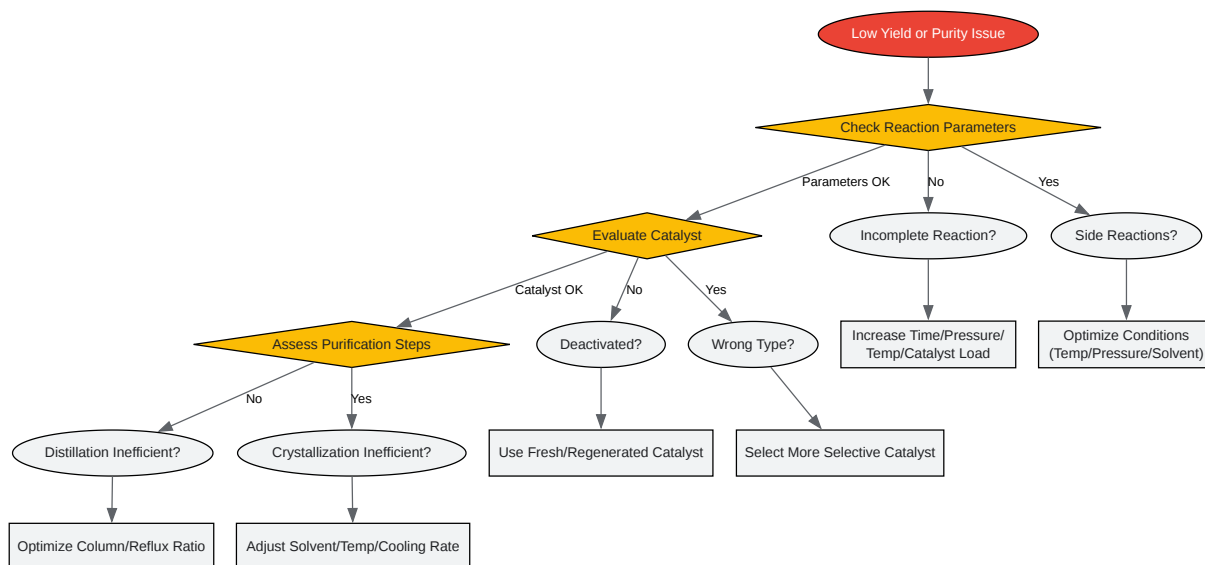 Low Yield or Purity Issue
Check Reaction Parameters
Parameters OK
No
Yes
Evaluate Catalyst
Incomplete Reaction?
Side Reactions?
Catalyst OK
No
Yes
Increase Time/Pressure/
Temp/Catalyst Load
Optimize Conditions
(Temp/Pressure/Solvent)
Assess Purification Steps
Deactivated?
Wrong Type?
No
Yes
Distillation Inefficient?
Crystallization Inefficient?
Use Fresh/Regenerated Catalyst
Select More Selective Catalyst
Optimize Column/Reflux Ratio
Adjust Solvent/Temp/Cooling Rate